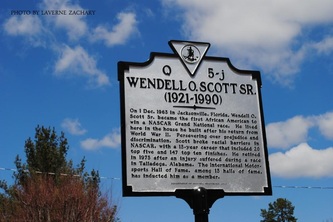 PHOTO BY LAVERNE ZACHARY
Q 5-j
WENDELL O. SCOTT SR.
(1921-1990)
On 1 Dec. 1963 in Jacksonville, Florida, Wendell O.
Scott Sr. became the first African American to
win a NASCAR Grand National race. He lived
here in the house he built after his return from
World War II. Persevering over prejudice and
discrimination, Scott broke racial barriers in
NASCAR, with a 13-year career that included 20
top five and 147 top ten finishes. He retired
in 1973 after an injury suffered during a race
in Talladega, Alabama. The International Motor
sports Hall of Fame, among 13 halls of fame,
has inducted him as a member.